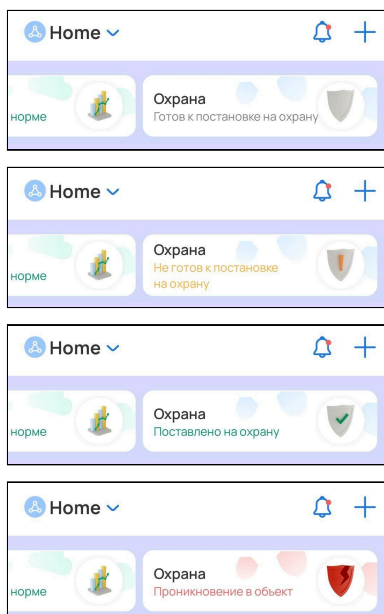 Home
Охрана
норме
Готов к постановке на охрану
Home
Охрана
норме
Не готов к постановке
на охрану
Home
Охрана
норме
Поставлено на охрану
Home
Охрана
норме
Проникновение в объект